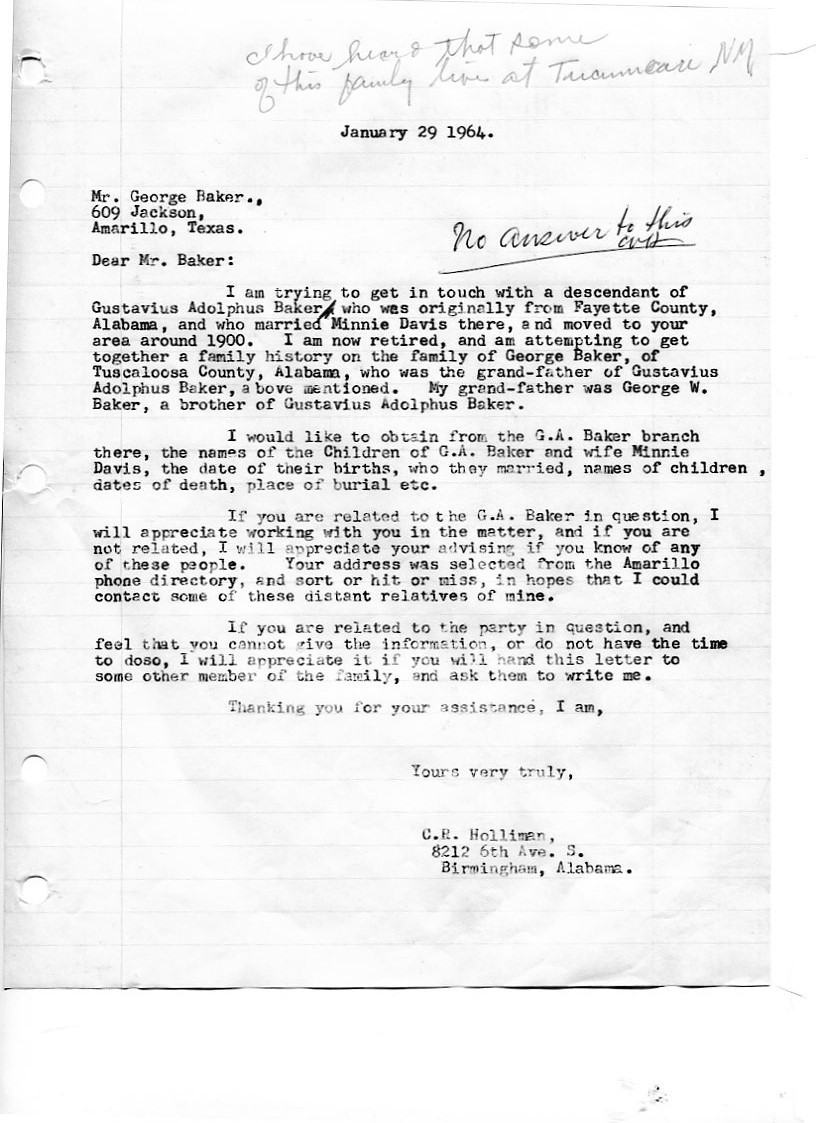 I have heard that some
of this family live at Tucumcari NM
January 29 1964.
Mr. George Baker.,
609 Jackson,
Amarillo, Texas.
No answer to this
Dear Mr. Baker:
I am trying to get in touch with a descendant of
Gustavius Adolphus Baker, who was originally from Fayette County,
Alabama, and who married Minnie Davis there, and moved to your
area around 1900. I am now retired, and am attempting to get
together a family history on the family of George Baker, of
Tuscaloosa County, Alabama, who was the grand-father of Gustavius
Adolphus Baker, above mentioned. My grand-father was George W.
Baker, a brother of Gustavius Adolphus Baker.
I would like to obtain from the G.A. Baker branch
there, the names of the Children of G.A. Baker and wife Minnie
Davis, the date of their births, who they married, names of children ,
dates of death, place of burial etc.
If you are related to the G.A. Baker in question, I
will appreciate working with you in the matter, and if you are
not related, I will appreciate your advising if you know of any
of these people. Your address was selected from the Amarillo
phone directory, and sort or hit or miss, in hopes that I could
contact some of these distant relatives of mine.
If you are related to the party in question, and
feel that you cannot give the information, or do not have the time
to doso, I will appreciate it if you will hand this letter to
some other member of the family, and ask them to write me.
Thanking you for your assistance, I am,
Yours very truly,
C.R. Holliman,
8212 6th Ave. S.
Birmingham, Alabama.